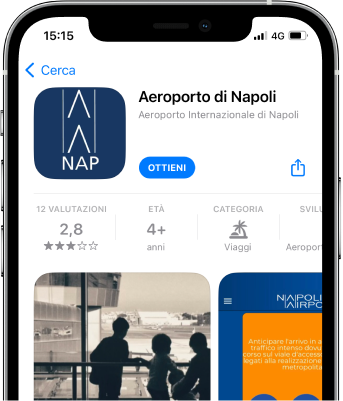 15:15
4G
Cerca
Aeroporto di Napoli
Aeroporto Internazionale di Napoli
NAP
OTTIENI
12 VALUTAZIONI
ETÀ
CATEGORIA
SVIL
2,8
4+
anni
Viaggi
Aeropor
NAPOLI
AIRPO
Anticipare l'arrivo in a
traffico intenso dovu
corso sul viale d'access
legati alla realizzazione
metropolita